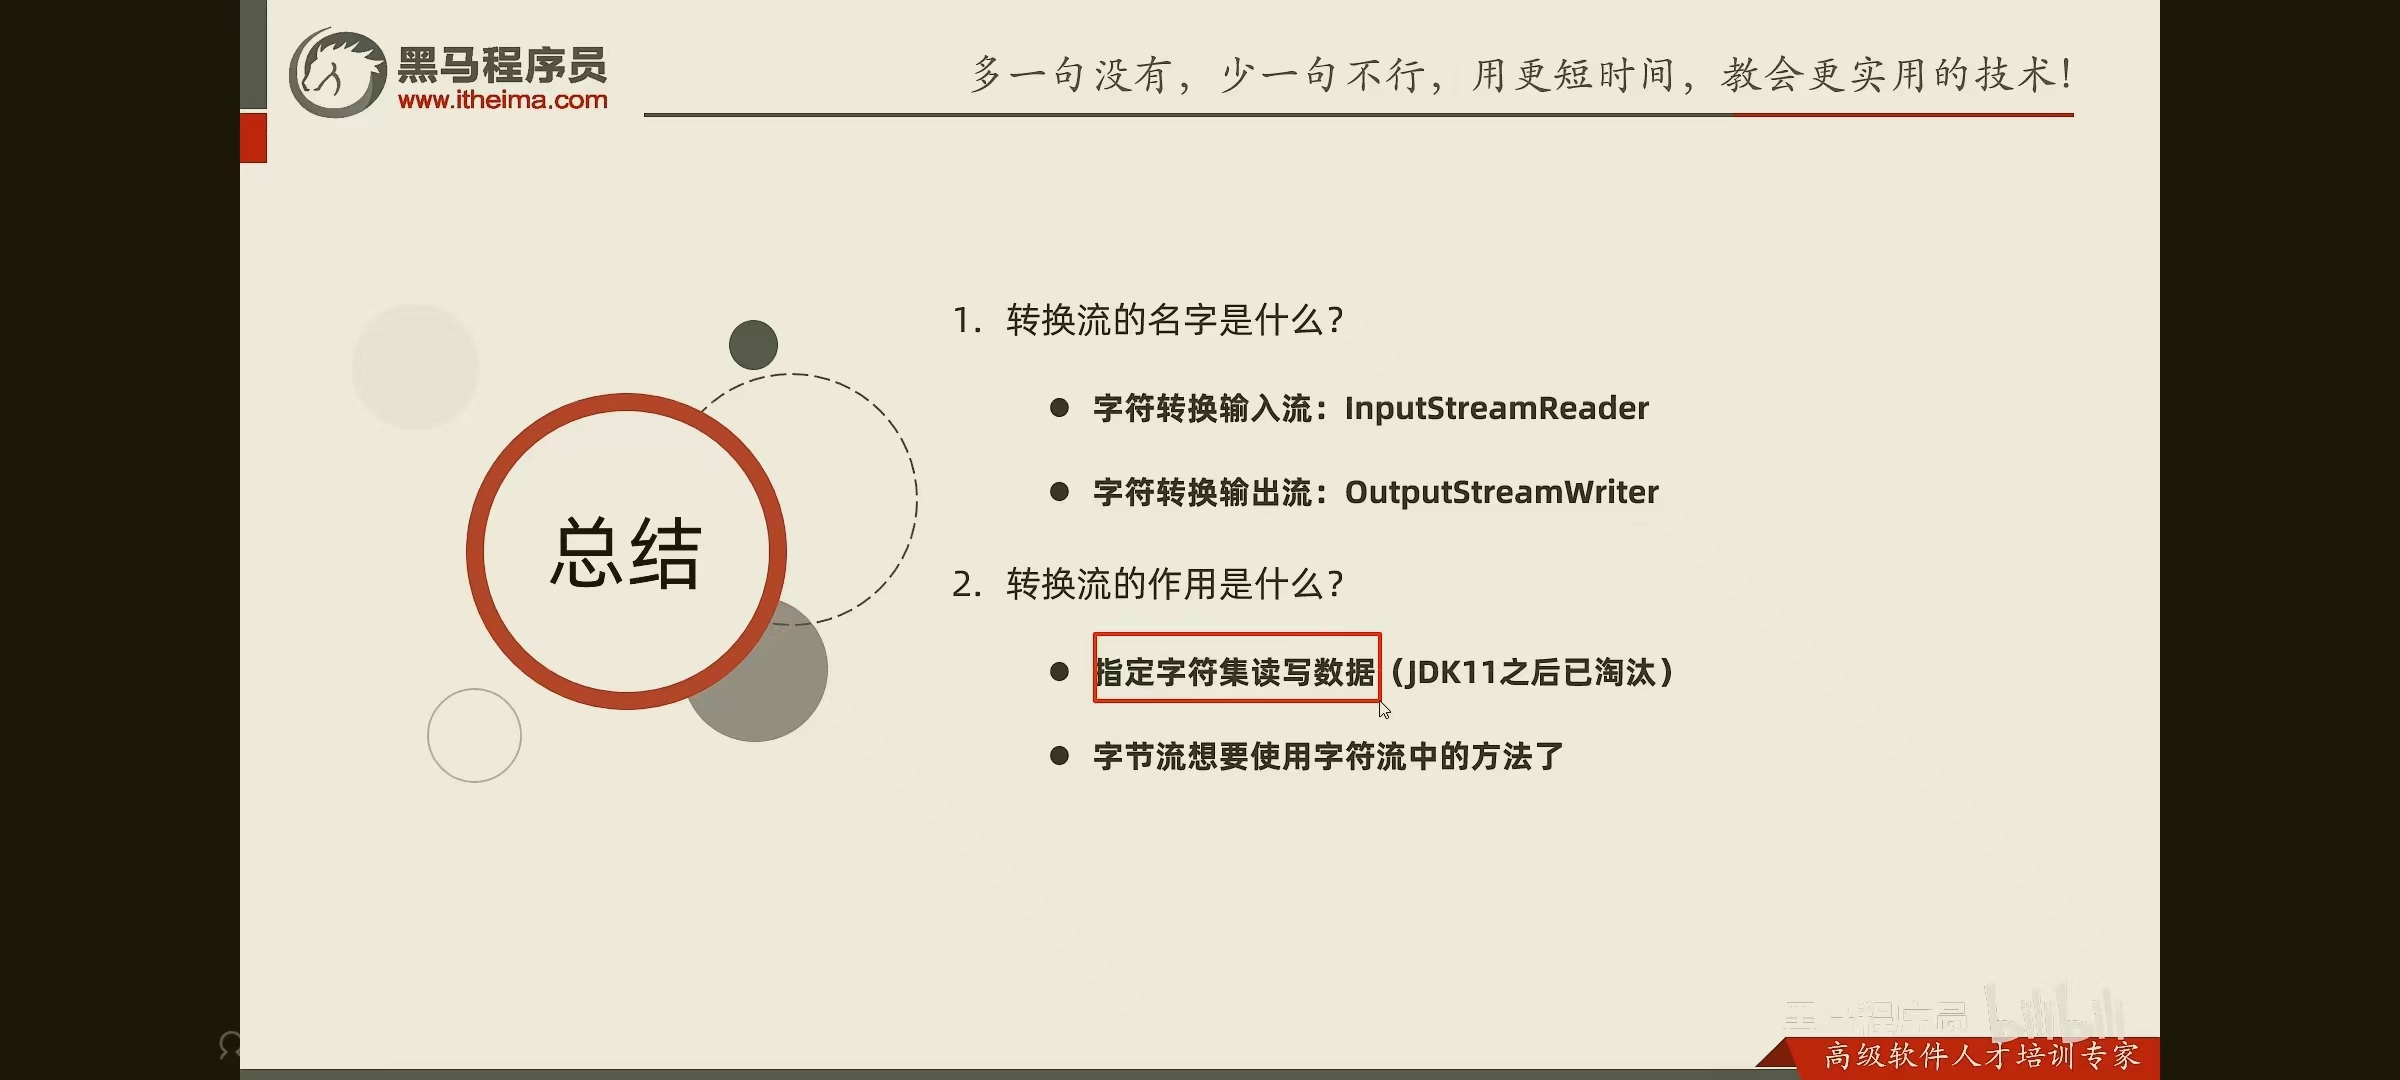 黑马程序员
www.itheima.com
多一句没有，少一句不行，用更短时间，教会更实用的技术！
总结
1. 转换流的名字是什么？
字符转换输入流：InputStreamReader
字符转换输出流：OutputStreamWriter
2. 转换流的作用是什么？
指定字符集读写数据（JDK11之后已淘汰）
字节流想要使用字符流中的方法了
黑马程序员 bilibili
高级软件人才培训专家